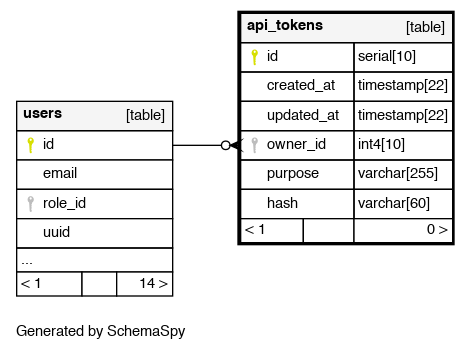 api_tokens [table]
id serial[10]
created_at timestamp[22]
updated_at timestamp[22]
owner_id int4[10]
purpose varchar[255]
hash varchar[60]
< 1 0 >
users [table]
id
email
role_id
uuid
...
< 1 14 >
Generated by SchemaSpy